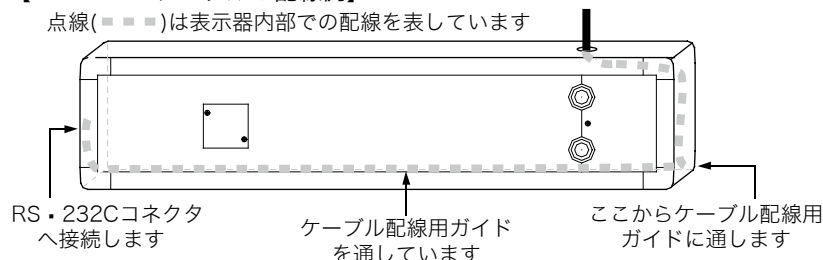 点線(■ ■ ■)は表示器内部での配線を表しています
RS・232Cコネクタ
へ接続します
ケーブル配線用ガイド
を通しています
ここからケーブル配線用
ガイドに通します